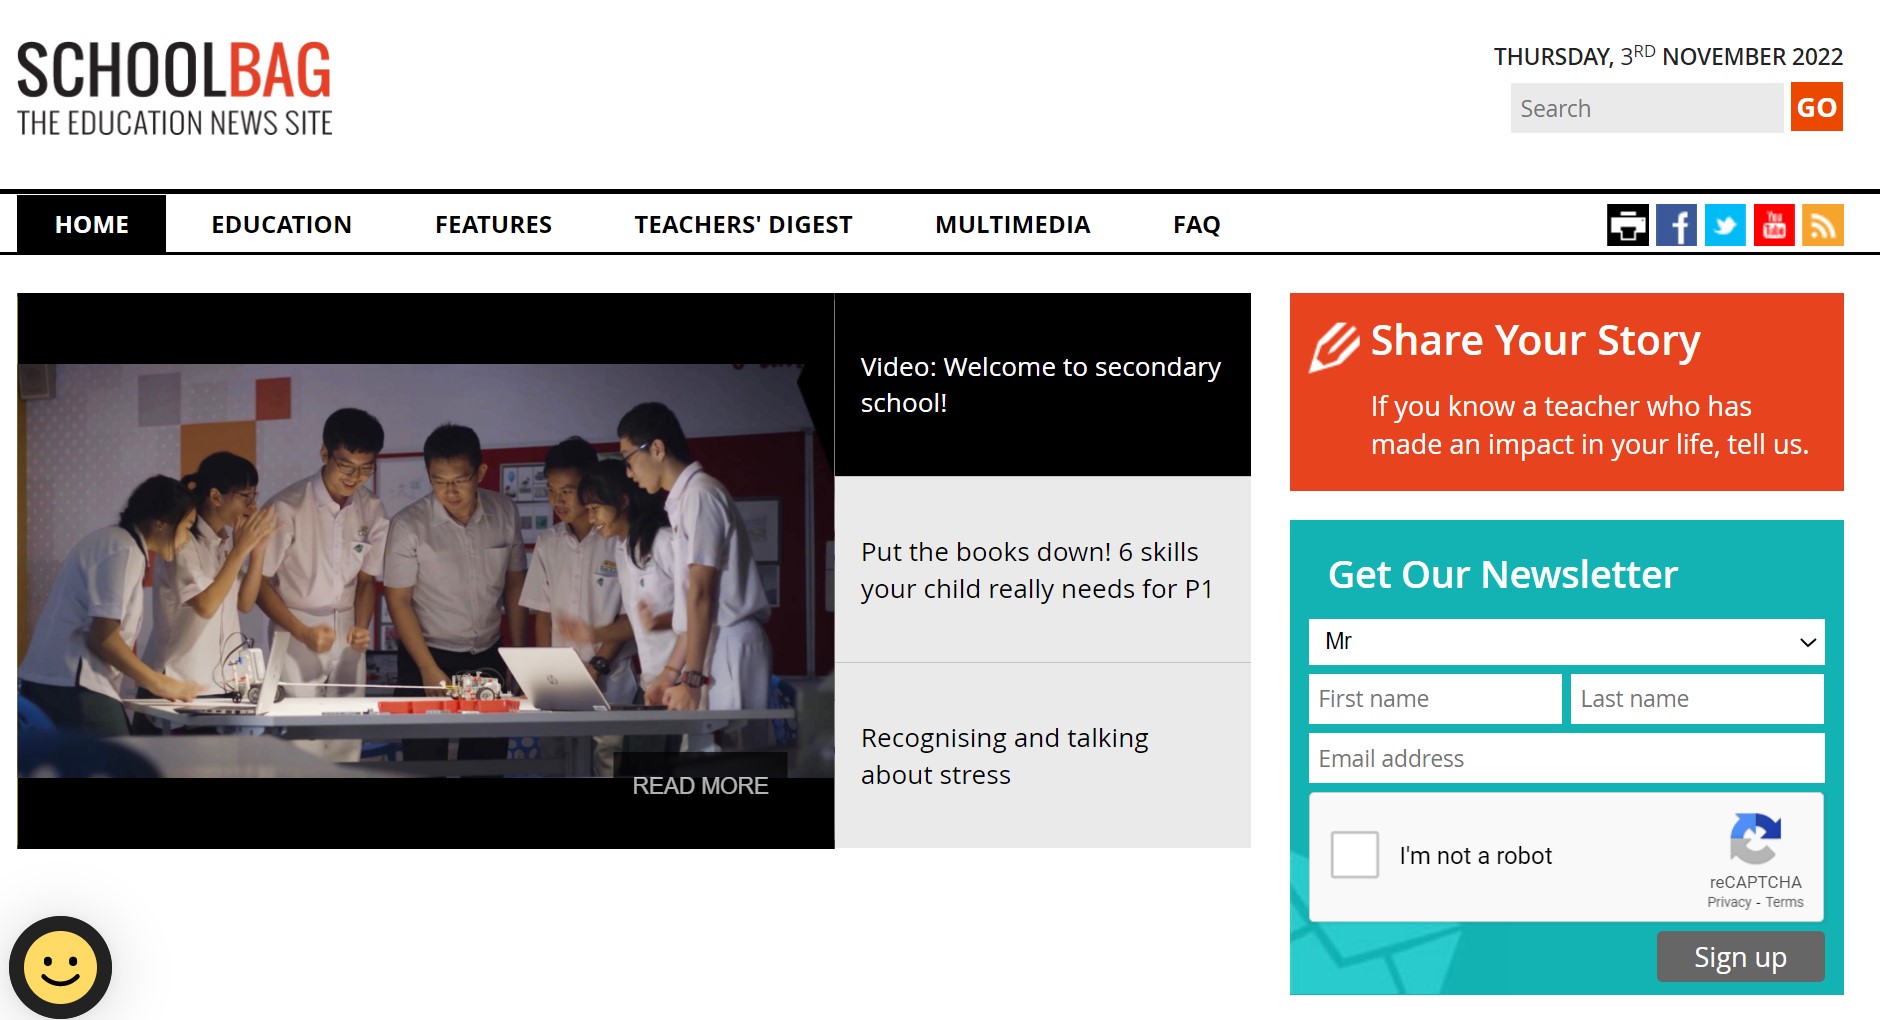 SCHOOLBAG
THE EDUCATION NEWS SITE
THURSDAY, 3RD NOVEMBER 2022
Search
GO
HOME
EDUCATION
FEATURES
TEACHERS' DIGEST
MULTIMEDIA
FAQ
You
Tube
Video: Welcome to secondary
school!
Put the books down! 6 skills
your child really needs for P1
Recognising and talking
about stress
READ MORE
Share Your Story
If you know a teacher who has
made an impact in your life, tell us.
Get Our Newsletter
Mr
First name
Last name
Email address
I'm not a robot
reCAPTCHA
Privacy - Terms
Sign up